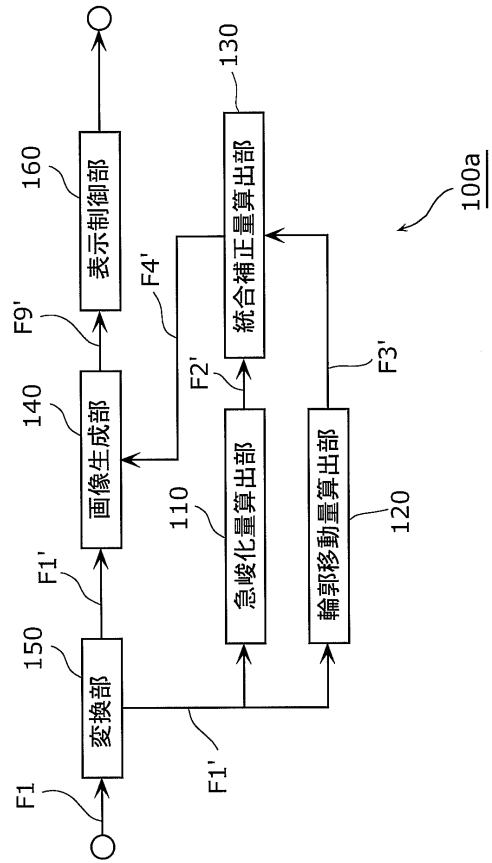 F1
150
変換部
F1'
140
画像生成部
F9'
160
表示制御部
F1'
110
急峻化量算出部
F2'
F4'
130
統合補正量算出部
120
輪郭移動量算出部
F3'
100a